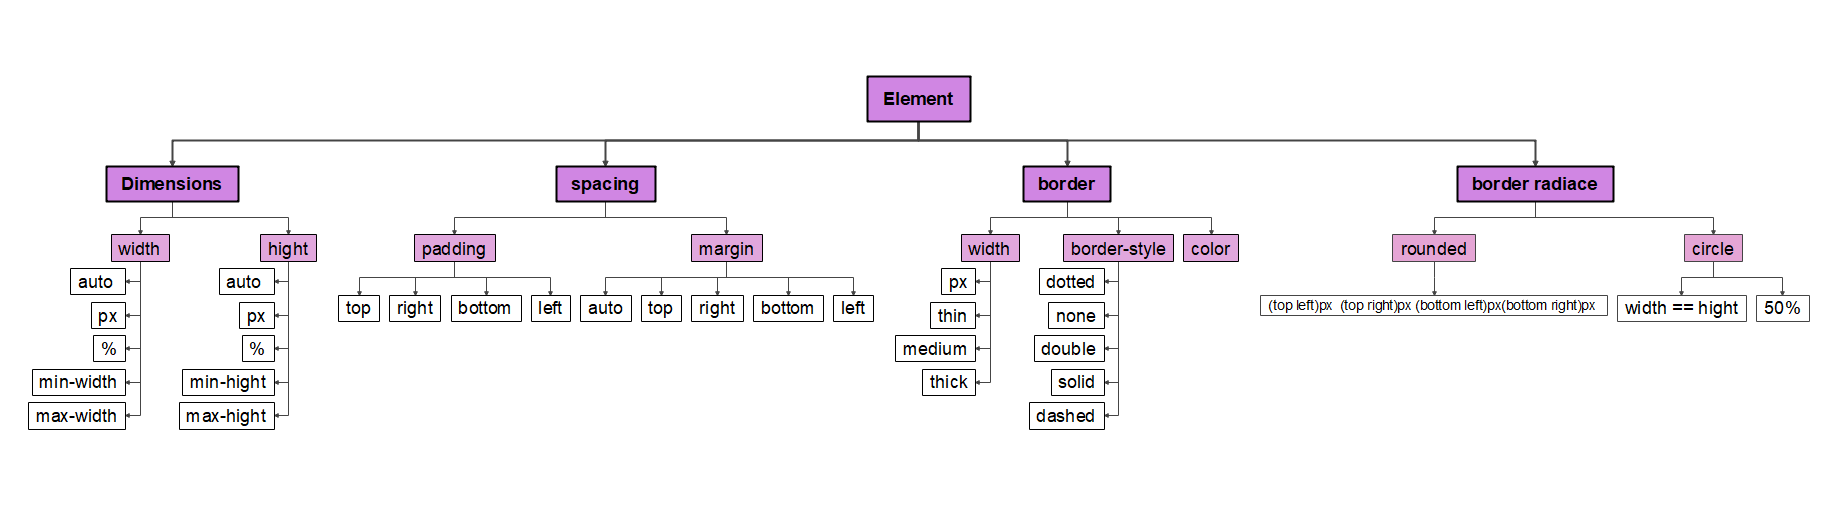 Element
Dimensions
spacing
border
border radiace
width
hight
padding
margin
width
border-style
color
rounded
circle
auto
px
%
min-width
max-width
auto
px
%
min-hight
max-hight
top
right
bottom
left
auto
top
right
bottom
left
px
thin
medium
thick
dotted
none
double
solid
dashed
(top left)px (top right)px (bottom left)px(bottom right)px
width == hight
50%